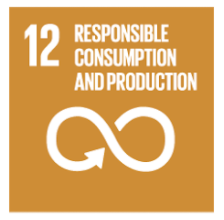 12 RESPONSIBLE
CONSUMPTION
AND PRODUCTION